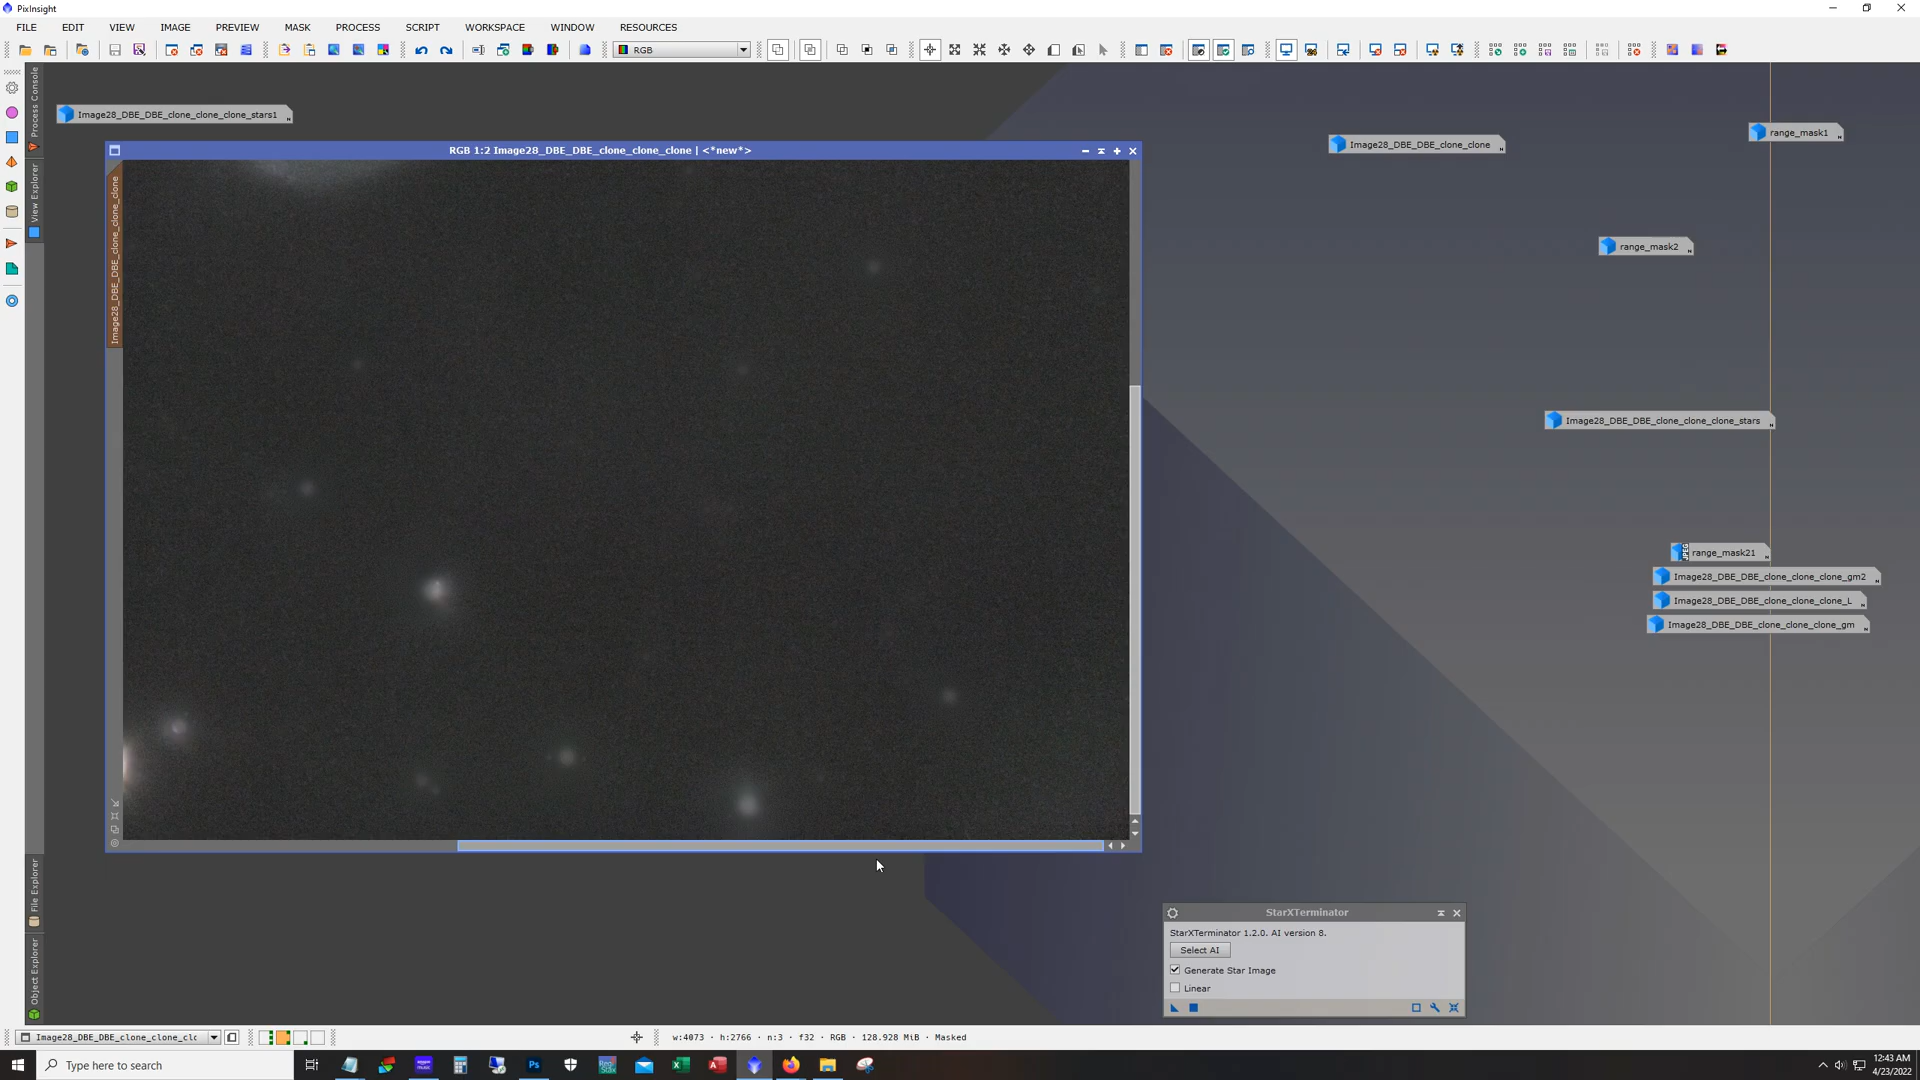 PixInsight
FILE EDIT VIEW IMAGE PREVIEW MASK PROCESS SCRIPT WORKSPACE WINDOW RESOURCES
RGB
Process Console
View Explorer
File Explorer
Object Explorer
Image28_DBE_DBE_clone_clone_clone_stars1
RGB 1:2 Image28_DBE_DBE_clone_clone_clone | <*new*>
Image28_DBE_DBE_clone_clone_clone
Image28_DBE_DBE_clone_clone
range_mask1
range_mask2
Image28_DBE_DBE_clone_clone_clone_stars
JPEG
range_mask21
Image28_DBE_DBE_clone_clone_clone_gm2
Image28_DBE_DBE_clone_clone_clone_L
Image28_DBE_DBE_clone_clone_clone_gm
StarXTerminator
StarXTerminator 1.2.0. AI version 8.
Select AI
Generate Star Image
Linear
Image28_DBE_DBE_clone_clone_clc
w:4073 · h:2766 · n:3 · f32 · RGB · 128.928 MiB · Masked
Type here to search
Ps
12:43 AM
4/23/2022